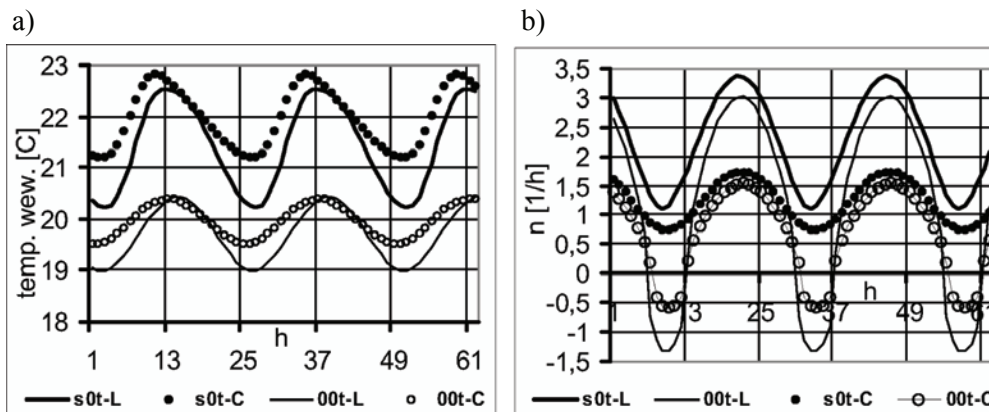 a)
b)
temp. wew. [C]
23
22
21
20
19
18
1 13 25 37 49 61
h
s0t-L s0t-C 00t-L 00t-C
n [1/h]
3,5
3
2,5
2
1,5
1
0,5
0
-0,5
-1
-1,5
h
1 3 25 37 49 61
s0t-L s0t-C 00t-L 00t-C